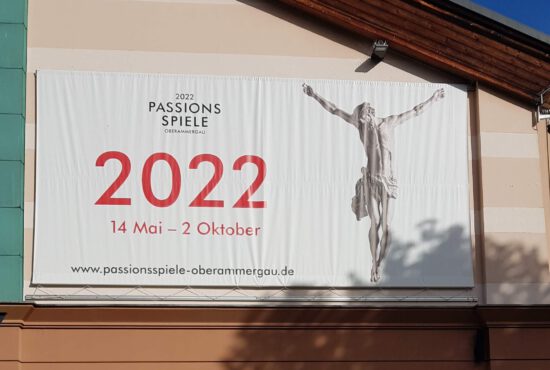 2022
PASSIONS
SPIELE
OBERAMMERGAU
2022
14 Mai – 2 Oktober
www.passionsspiele-oberammergau.de